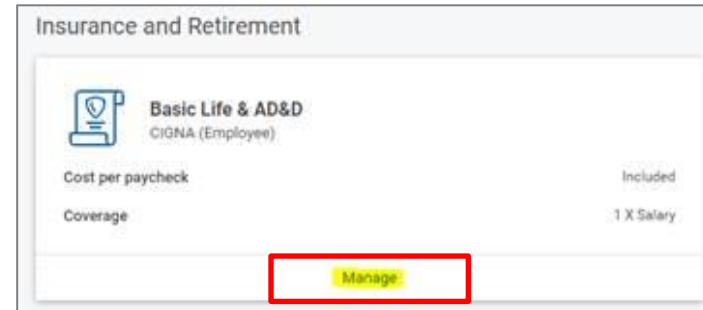 Insurance and Retirement
Basic Life & AD&D
CIGNA (Employee)
Cost per paycheck Included
Coverage 1 X Salary
Manage